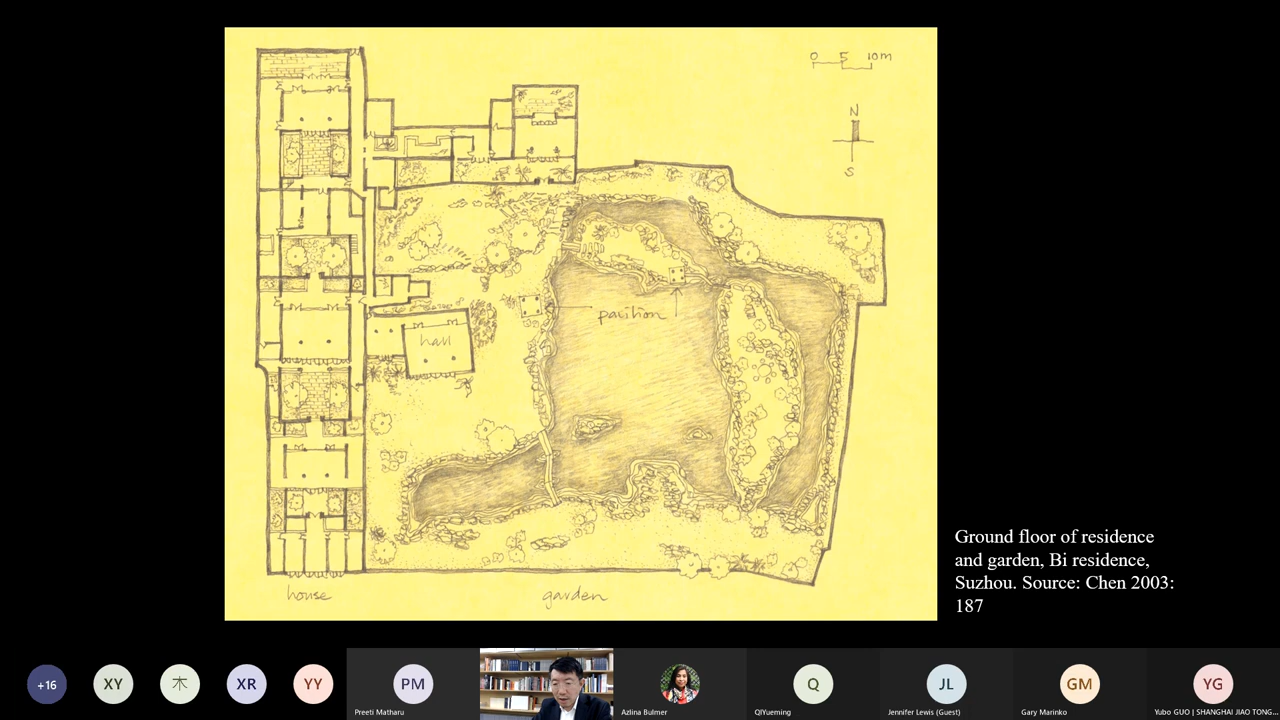 0 5 10m
N
S
pavilion
hall
house
garden
Ground floor of residence
and garden, Bi residence,
Suzhou. Source: Chen 2003:
187
+16
XY
木
XR
YY
PM
Q
JL
GM
YG
Preeti Matharu
Azlina Bulmer
QIYueming
Jennifer Lewis (Guest)
Gary Marinko
Yubo GUO | SHANGHAI JIAO TONG...